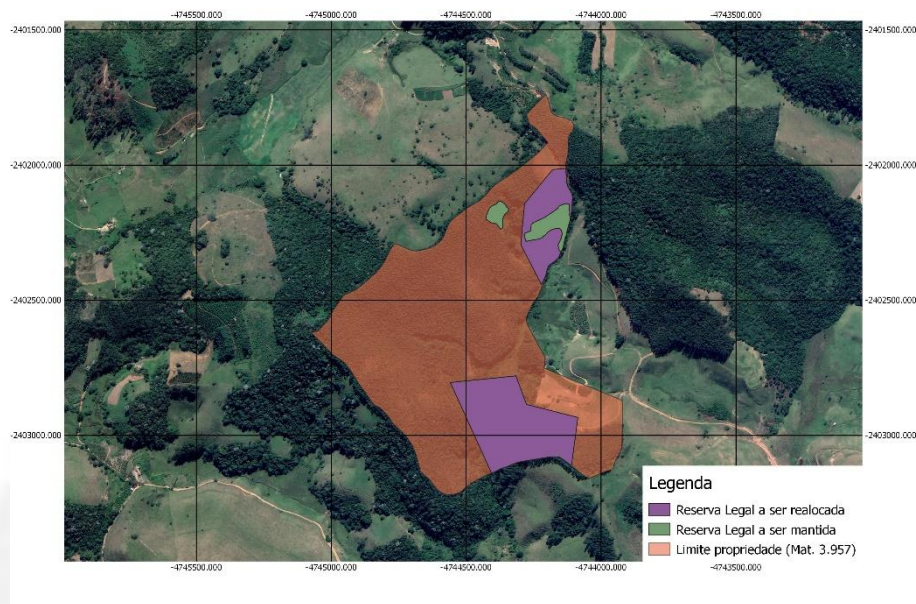 -4745500.000 -4745000.000 -4744500.000 -4744000.000 -4743500.000
-2401500.000 -2401500.000
-2402000.000 -2402000.000
-2402500.000 -2402500.000
-2403000.000 -2403000.000
Legenda
Reserva Legal a ser realocada
Reserva Legal a ser mantida
Limite propriedade (Mat. 3.957)
-4745500.000 -4745000.000 -4744500.000 -4744000.000 -4743500.000